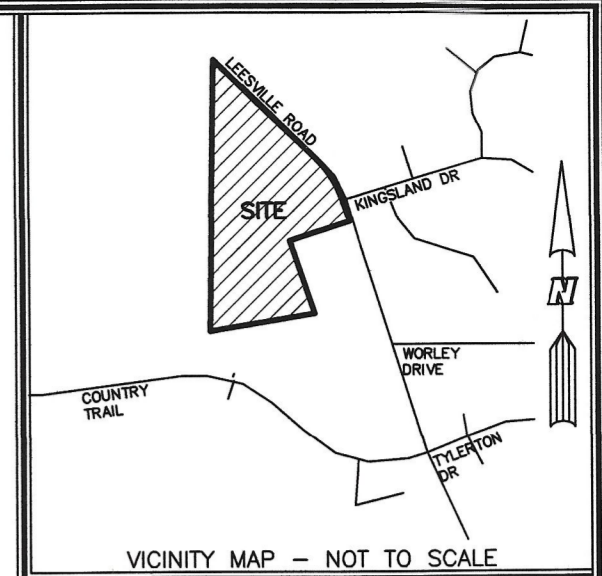 LEESVILLE ROAD
KINGSLAND DR
SITE
N
WORLEY
DRIVE
COUNTRY
TRAIL
TYLERTON
DR
VICINITY MAP - NOT TO SCALE